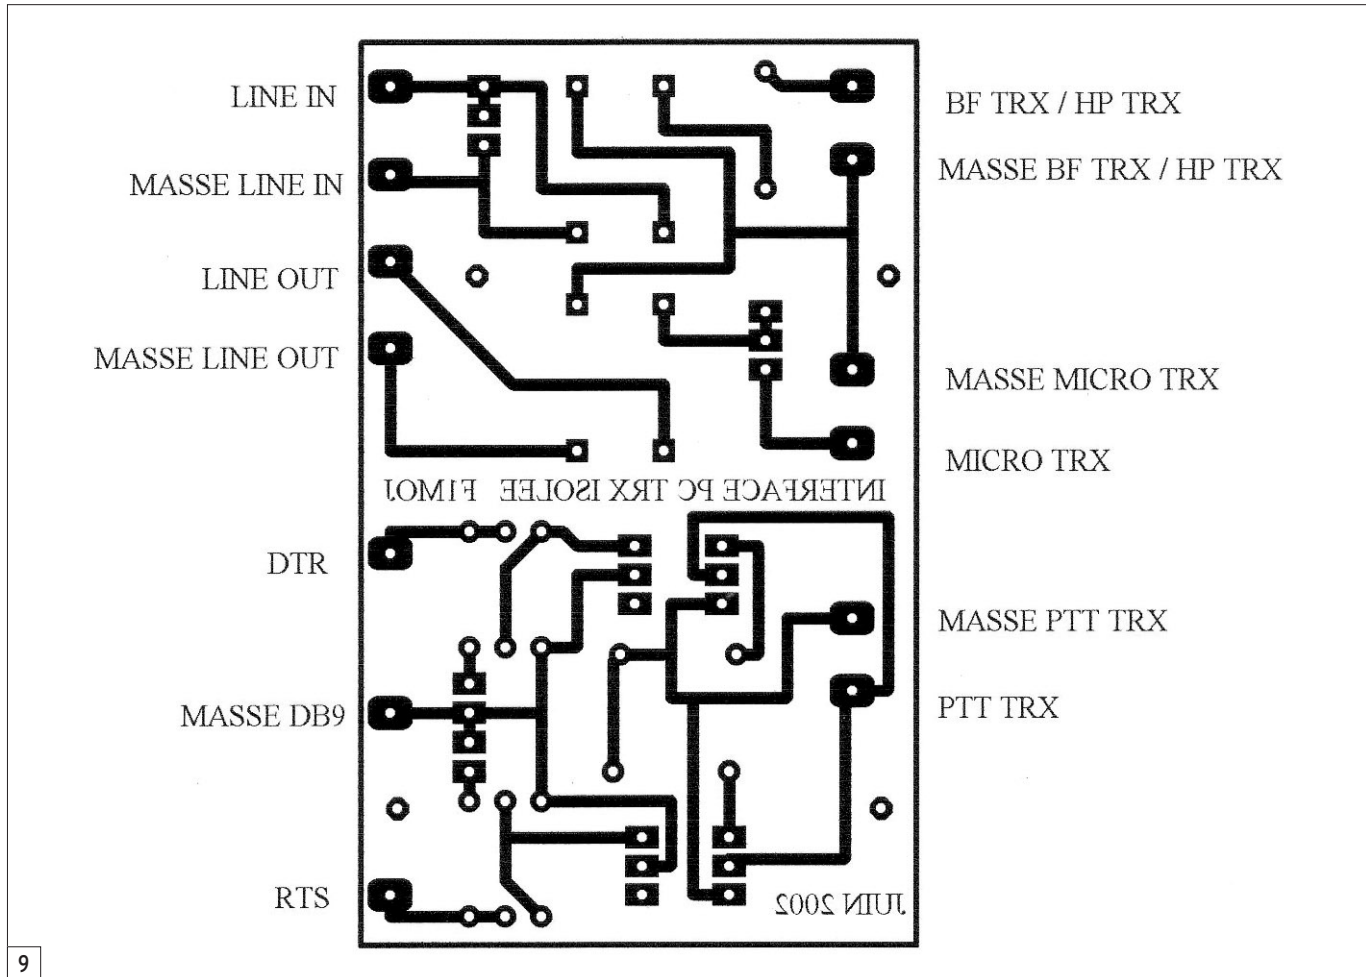 LINE IN
BF TRX / HP TRX
MASSE BF TRX / HP TRX
MASSE LINE IN
LINE OUT
MASSE LINE OUT
MASSE MICRO TRX
MICRO TRX
INTERFACE PC TRX ISOLEE F1MOJ
DTR
MASSE PTT TRX
MASSE DB9
PTT TRX
RTS
JUIN 2002
9